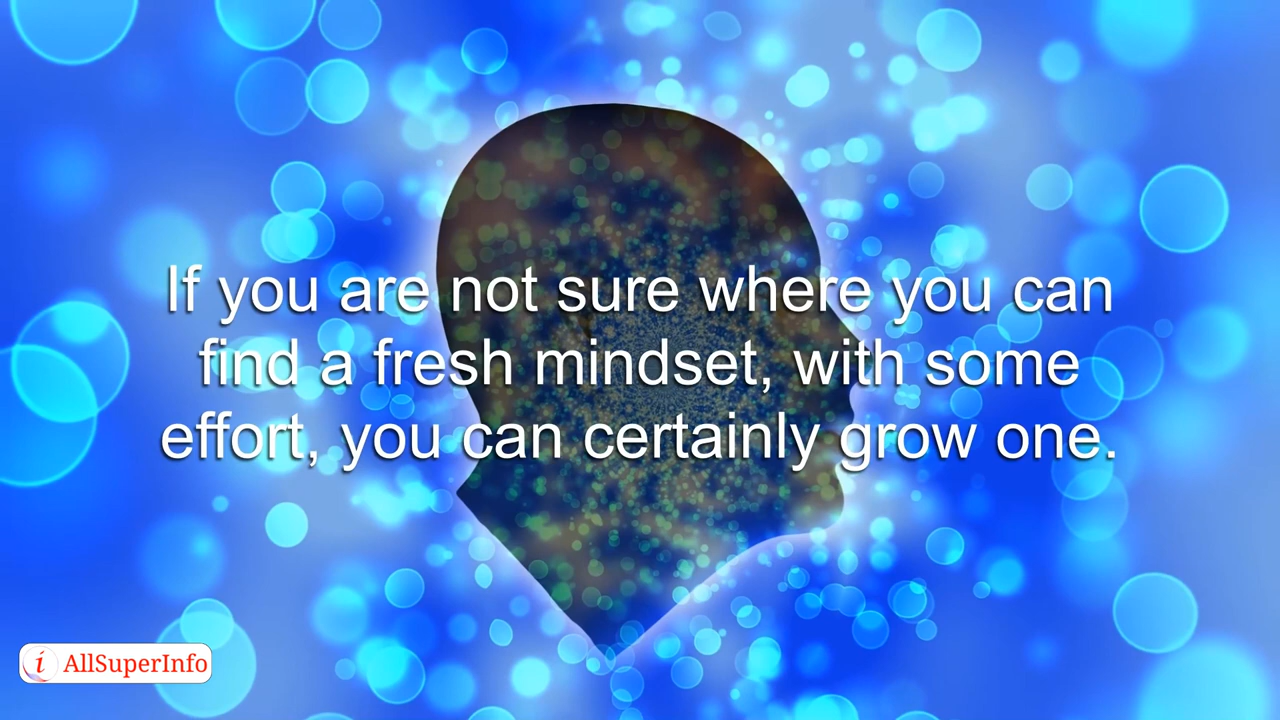 If you are not sure where you can
find a fresh mindset, with some
effort, you can certainly grow one.
i AllSuperInfo